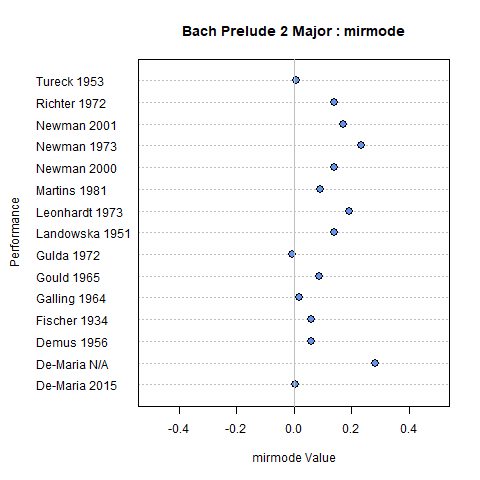 Bach Prelude 2 Major : mirmode
Performance
Tureck 1953
Richter 1972
Newman 2001
Newman 1973
Newman 2000
Martins 1981
Leonhardt 1973
Landowska 1951
Gulda 1972
Gould 1965
Galling 1964
Fischer 1934
Demus 1956
De-Maria N/A
De-Maria 2015
-0.4 -0.2 0.0 0.2 0.4
mirmode Value